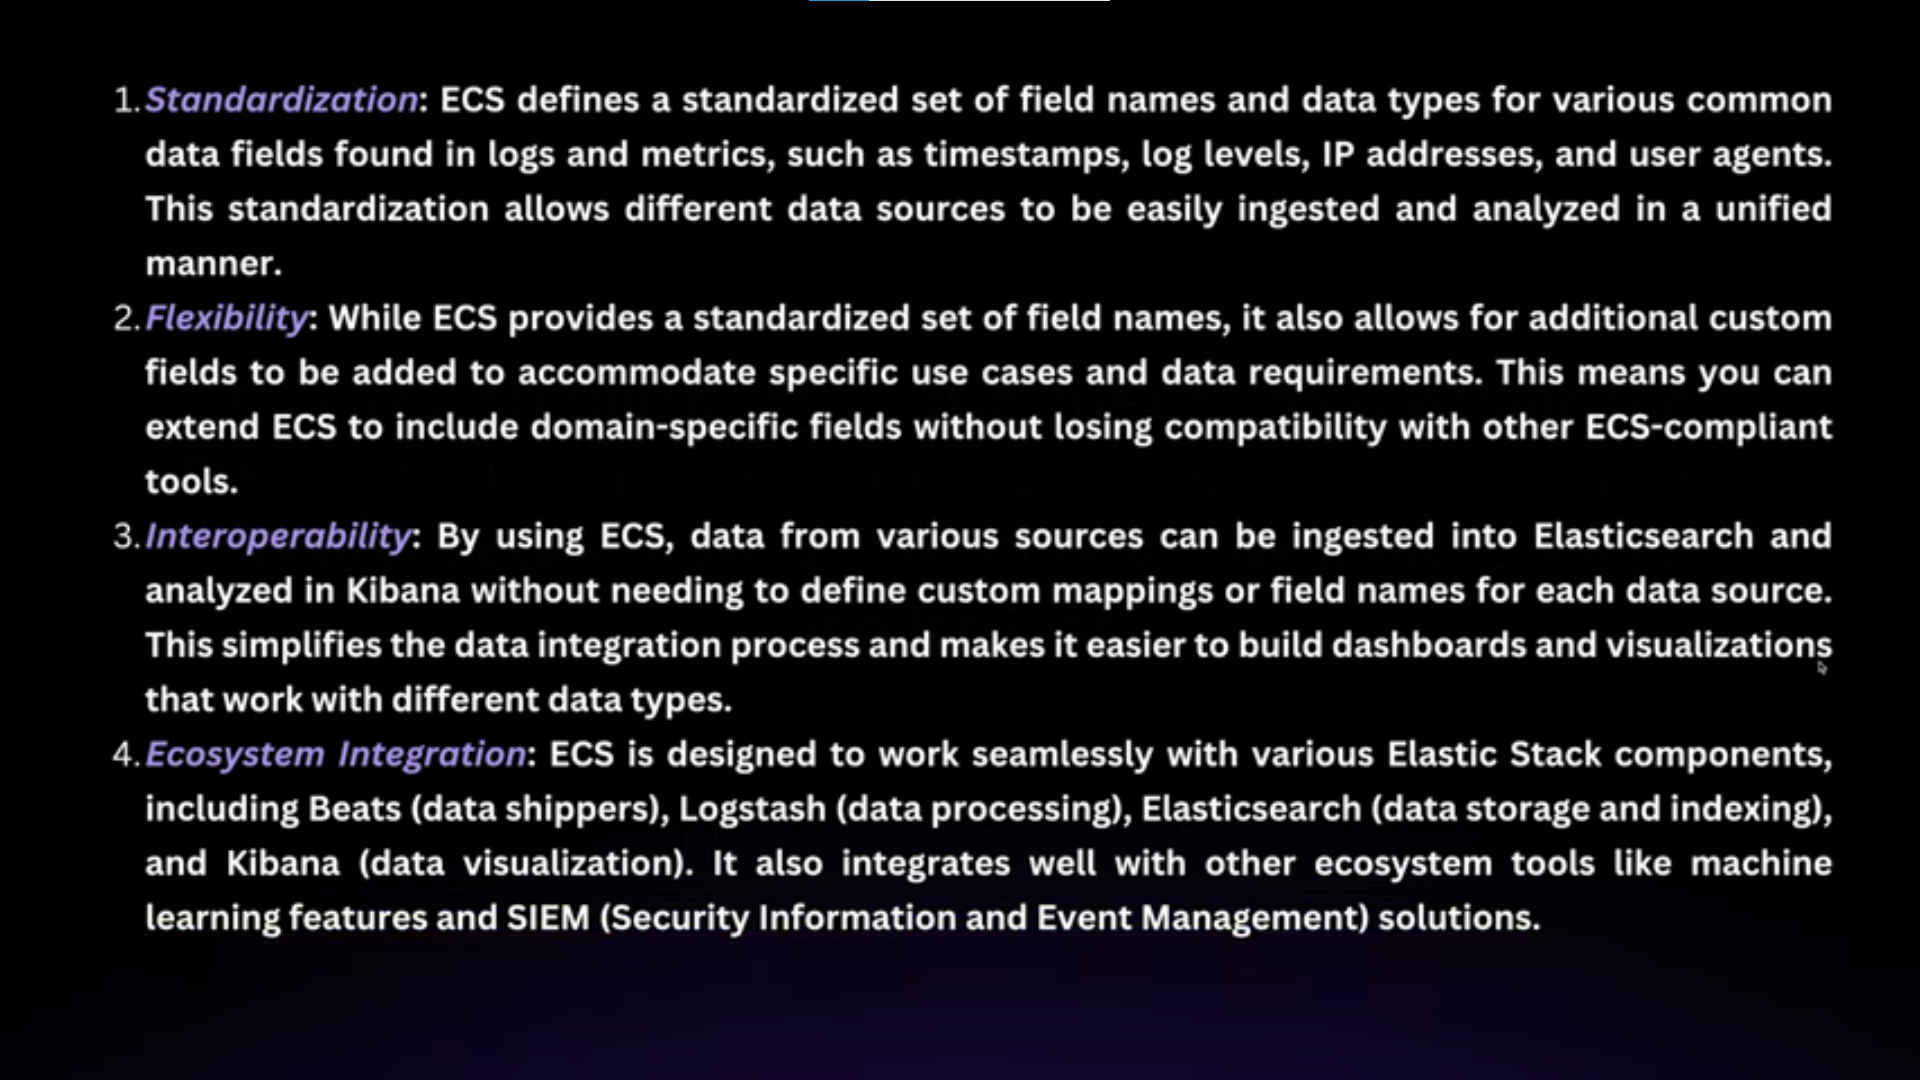 1. Standardization: ECS defines a standardized set of field names and data types for various common
data fields found in logs and metrics, such as timestamps, log levels, IP addresses, and user agents.
This standardization allows different data sources to be easily ingested and analyzed in a unified
manner.
2. Flexibility: While ECS provides a standardized set of field names, it also allows for additional custom
fields to be added to accommodate specific use cases and data requirements. This means you can
extend ECS to include domain-specific fields without losing compatibility with other ECS-compliant
tools.
3. Interoperability: By using ECS, data from various sources can be ingested into Elasticsearch and
analyzed in Kibana without needing to define custom mappings or field names for each data source.
This simplifies the data integration process and makes it easier to build dashboards and visualizations
that work with different data types.
4. Ecosystem Integration: ECS is designed to work seamlessly with various Elastic Stack components,
including Beats (data shippers), Logstash (data processing), Elasticsearch (data storage and indexing),
and Kibana (data visualization). It also integrates well with other ecosystem tools like machine
learning features and SIEM (Security Information and Event Management) solutions.